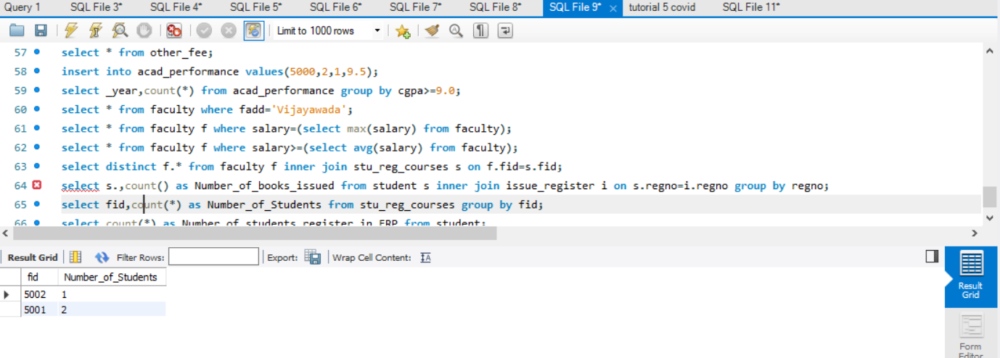 Query 1 SQL File 3* SQL File 4* SQL File 5* SQL File 6* SQL File 7* SQL File 8* SQL File 9* × tutorial 5 covid SQL File 11*
Limit to 1000 rows
57 select * from other_fee;
58 insert into acad_performance values(5000,2,1,9.5);
59 select _year,count(*) from acad_performance group by cgpa>=9.0;
60 select * from faculty where fadd='Vijayawada';
61 select * from faculty f where salary=(select max(salary) from faculty);
62 select * from faculty f where salary>=(select avg(salary) from faculty);
63 select distinct f.* from faculty f inner join stu_reg_courses s on f.fid=s.fid;
64 select s.,count() as Number_of_books_issued from student s inner join issue_register i on s.regno=i.regno group by regno;
65 select fid,count(*) as Number_of_Students from stu_reg_courses group by fid;
66 select count(*) as Number of students register in ERP from student;
Result Grid Filter Rows: Export: Wrap Cell Content: IA
fid Number_of_Students
5002 1
5001 2
Result
Grid
Form
Editor